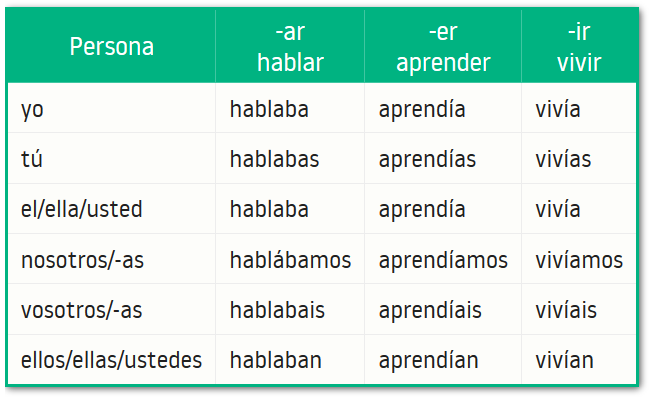 Persona -ar -er -ir
hablar aprender vivir
yo hablaba aprendía vivía
tú hablabas aprendías vivías
el/ella/usted hablaba aprendía vivía
nosotros/-as hablábamos aprendíamos vivíamos
vosotros/-as hablabais aprendíais vivíais
ellos/ellas/ustedes hablaban aprendían vivían